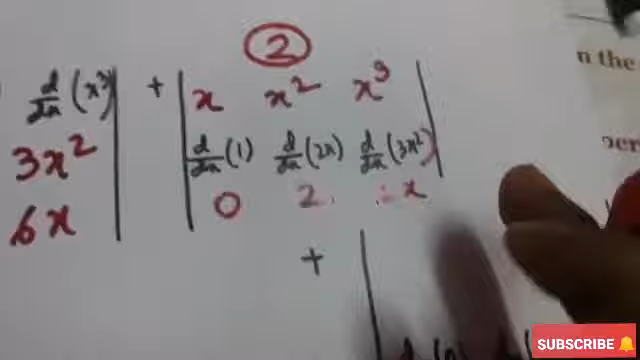 2
d/dx (x³) + x x² x³
3x² d/dx (1) d/dx (2x) d/dx (3x²)
6x 0 2
+
n the
SUBSCRIBE